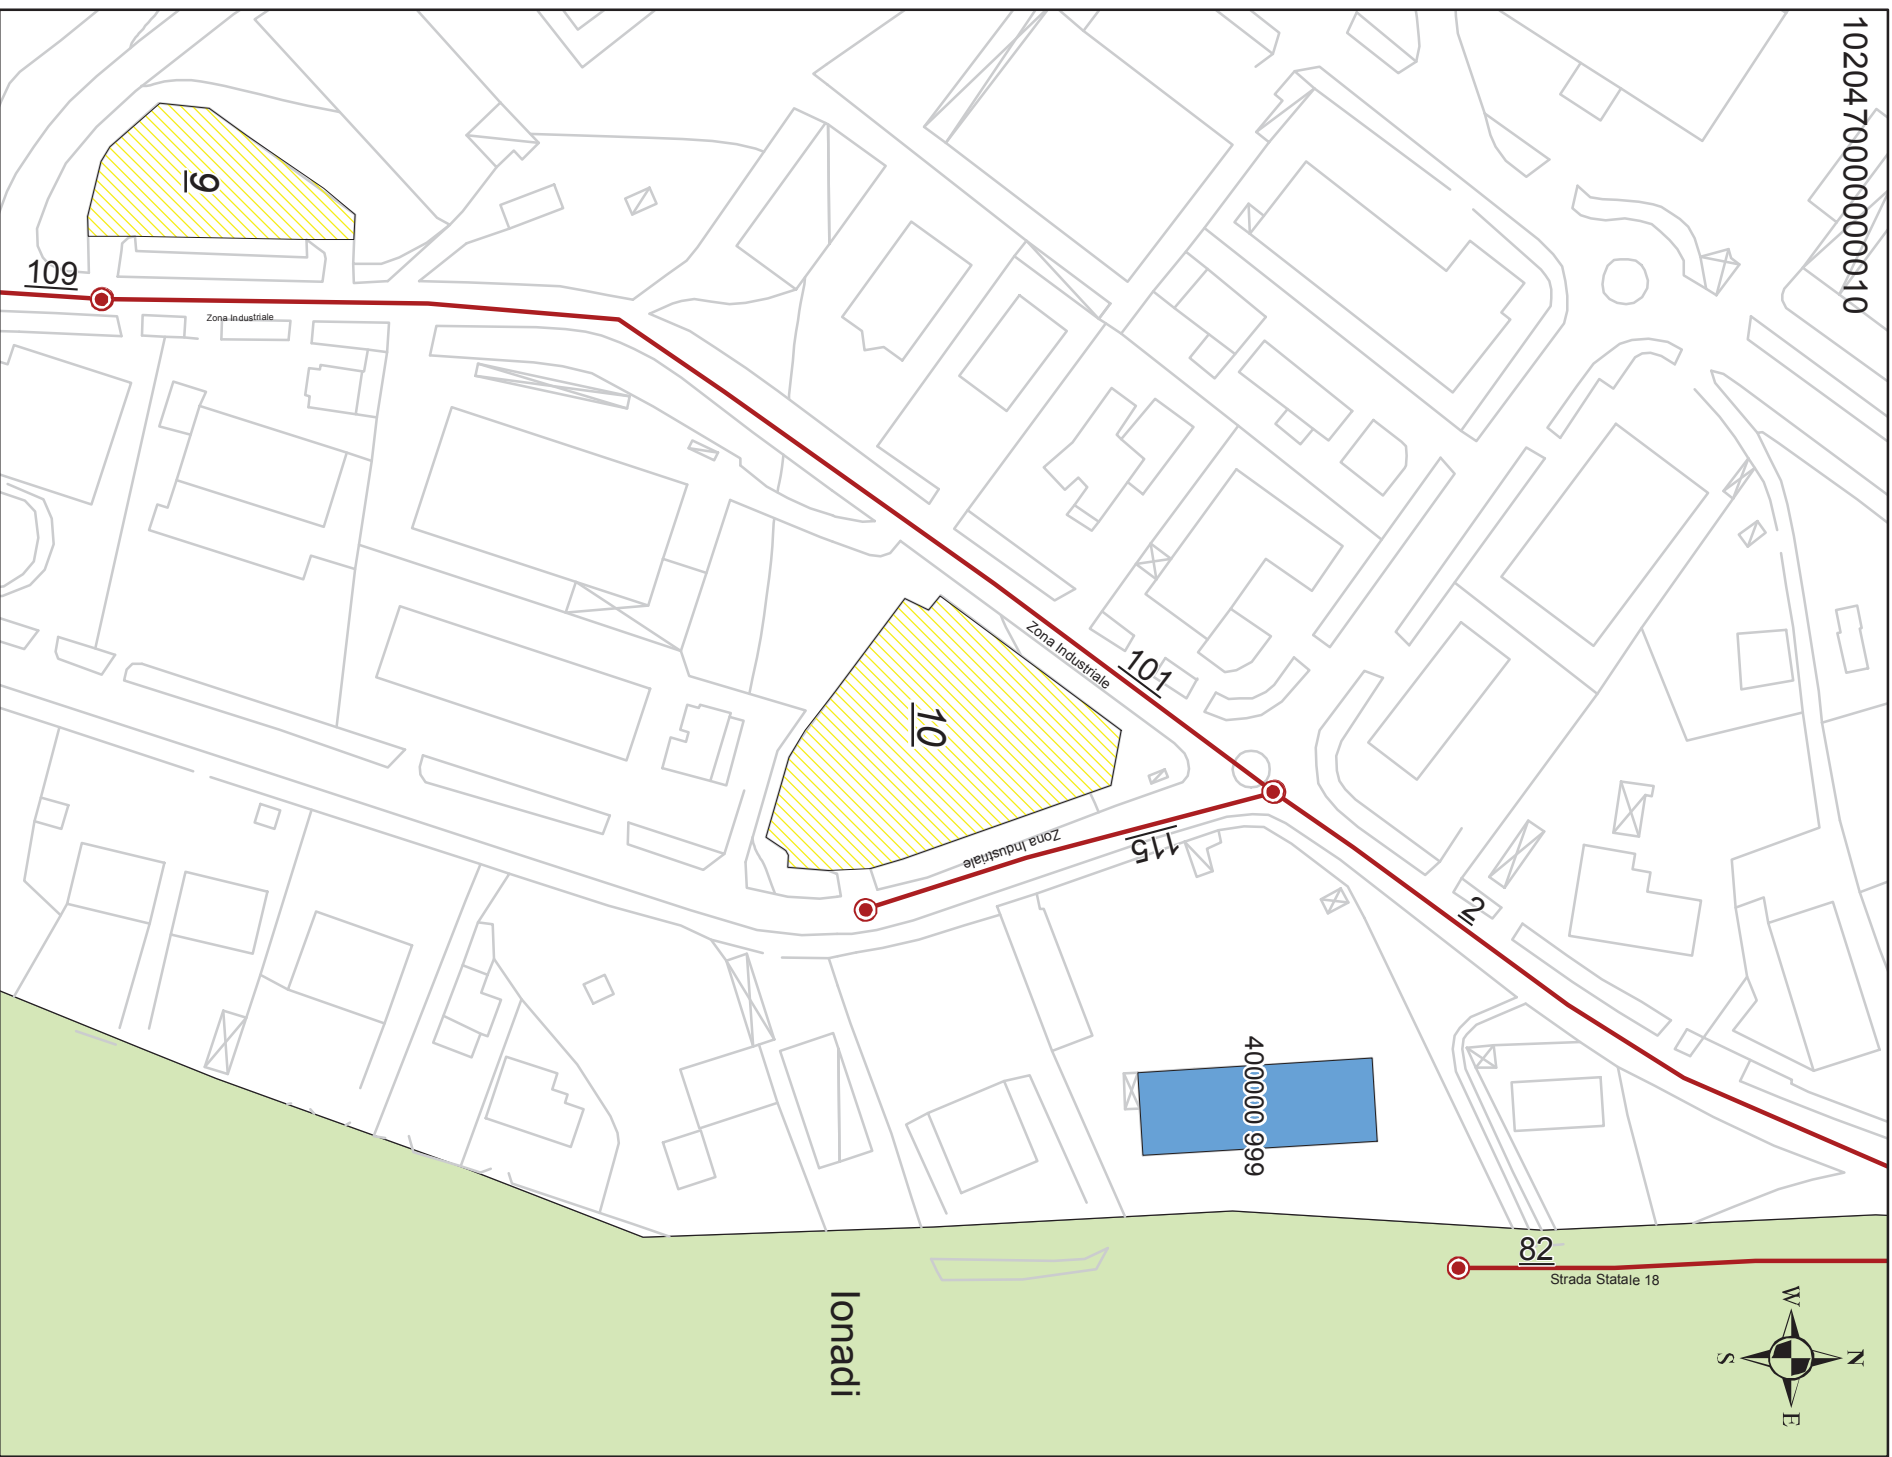 1020470000000010
9
109
Zona Industriale
10
Zona Industriale
101
Zona Industriale
115
2
400000 999
82
Strada Statale 18
Ionadi
W
N
S
E